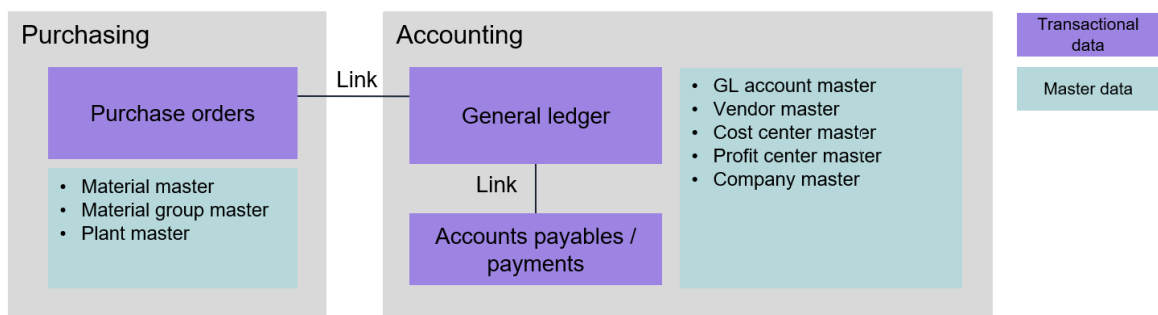 Purchasing
Purchase orders
• Material master
• Material group master
• Plant master
Link
Accounting
General ledger
Link
Accounts payables /
payments
• GL account master
• Vendor master
• Cost center master
• Profit center master
• Company master
Transactional
data
Master data